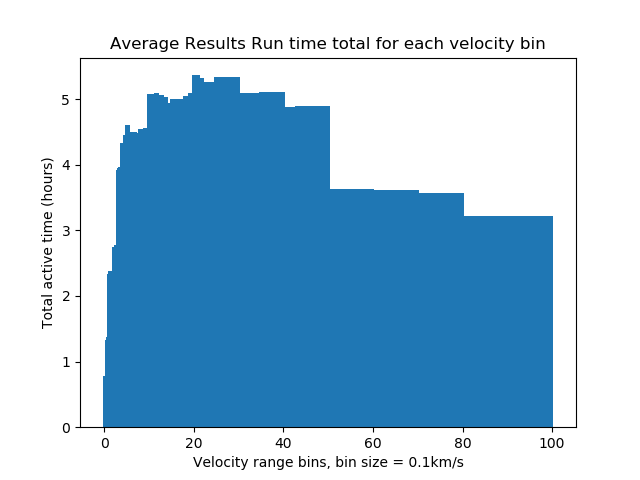 Average Results Run time total for each velocity bin
Total active time (hours)
5
4
3
2
1
0
0 20 40 60 80 100
Velocity range bins, bin size = 0.1km/s